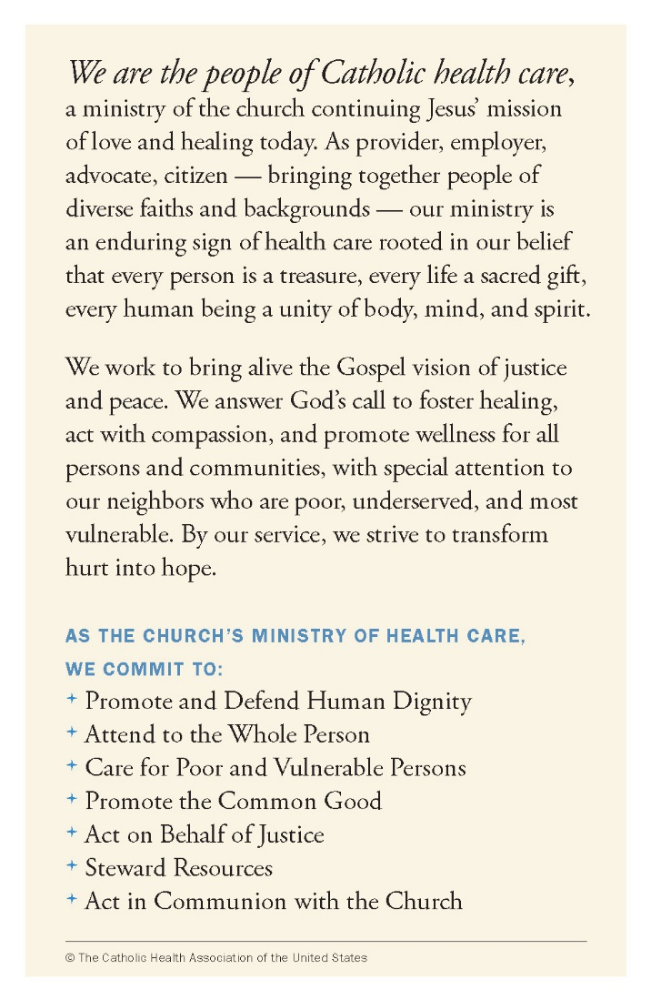 We are the people of Catholic health care,
a ministry of the church continuing Jesus’ mission
of love and healing today. As provider, employer,
advocate, citizen — bringing together people of
diverse faiths and backgrounds — our ministry is
an enduring sign of health care rooted in our belief
that every person is a treasure, every life a sacred gift,
every human being a unity of body, mind, and spirit.
We work to bring alive the Gospel vision of justice
and peace. We answer God’s call to foster healing,
act with compassion, and promote wellness for all
persons and communities, with special attention to
our neighbors who are poor, underserved, and most
vulnerable. By our service, we strive to transform
hurt into hope.
AS THE CHURCH’S MINISTRY OF HEALTH CARE,
WE COMMIT TO:
Promote and Defend Human Dignity
Attend to the Whole Person
Care for Poor and Vulnerable Persons
Promote the Common Good
Act on Behalf of Justice
Steward Resources
Act in Communion with the Church
© The Catholic Health Association of the United States